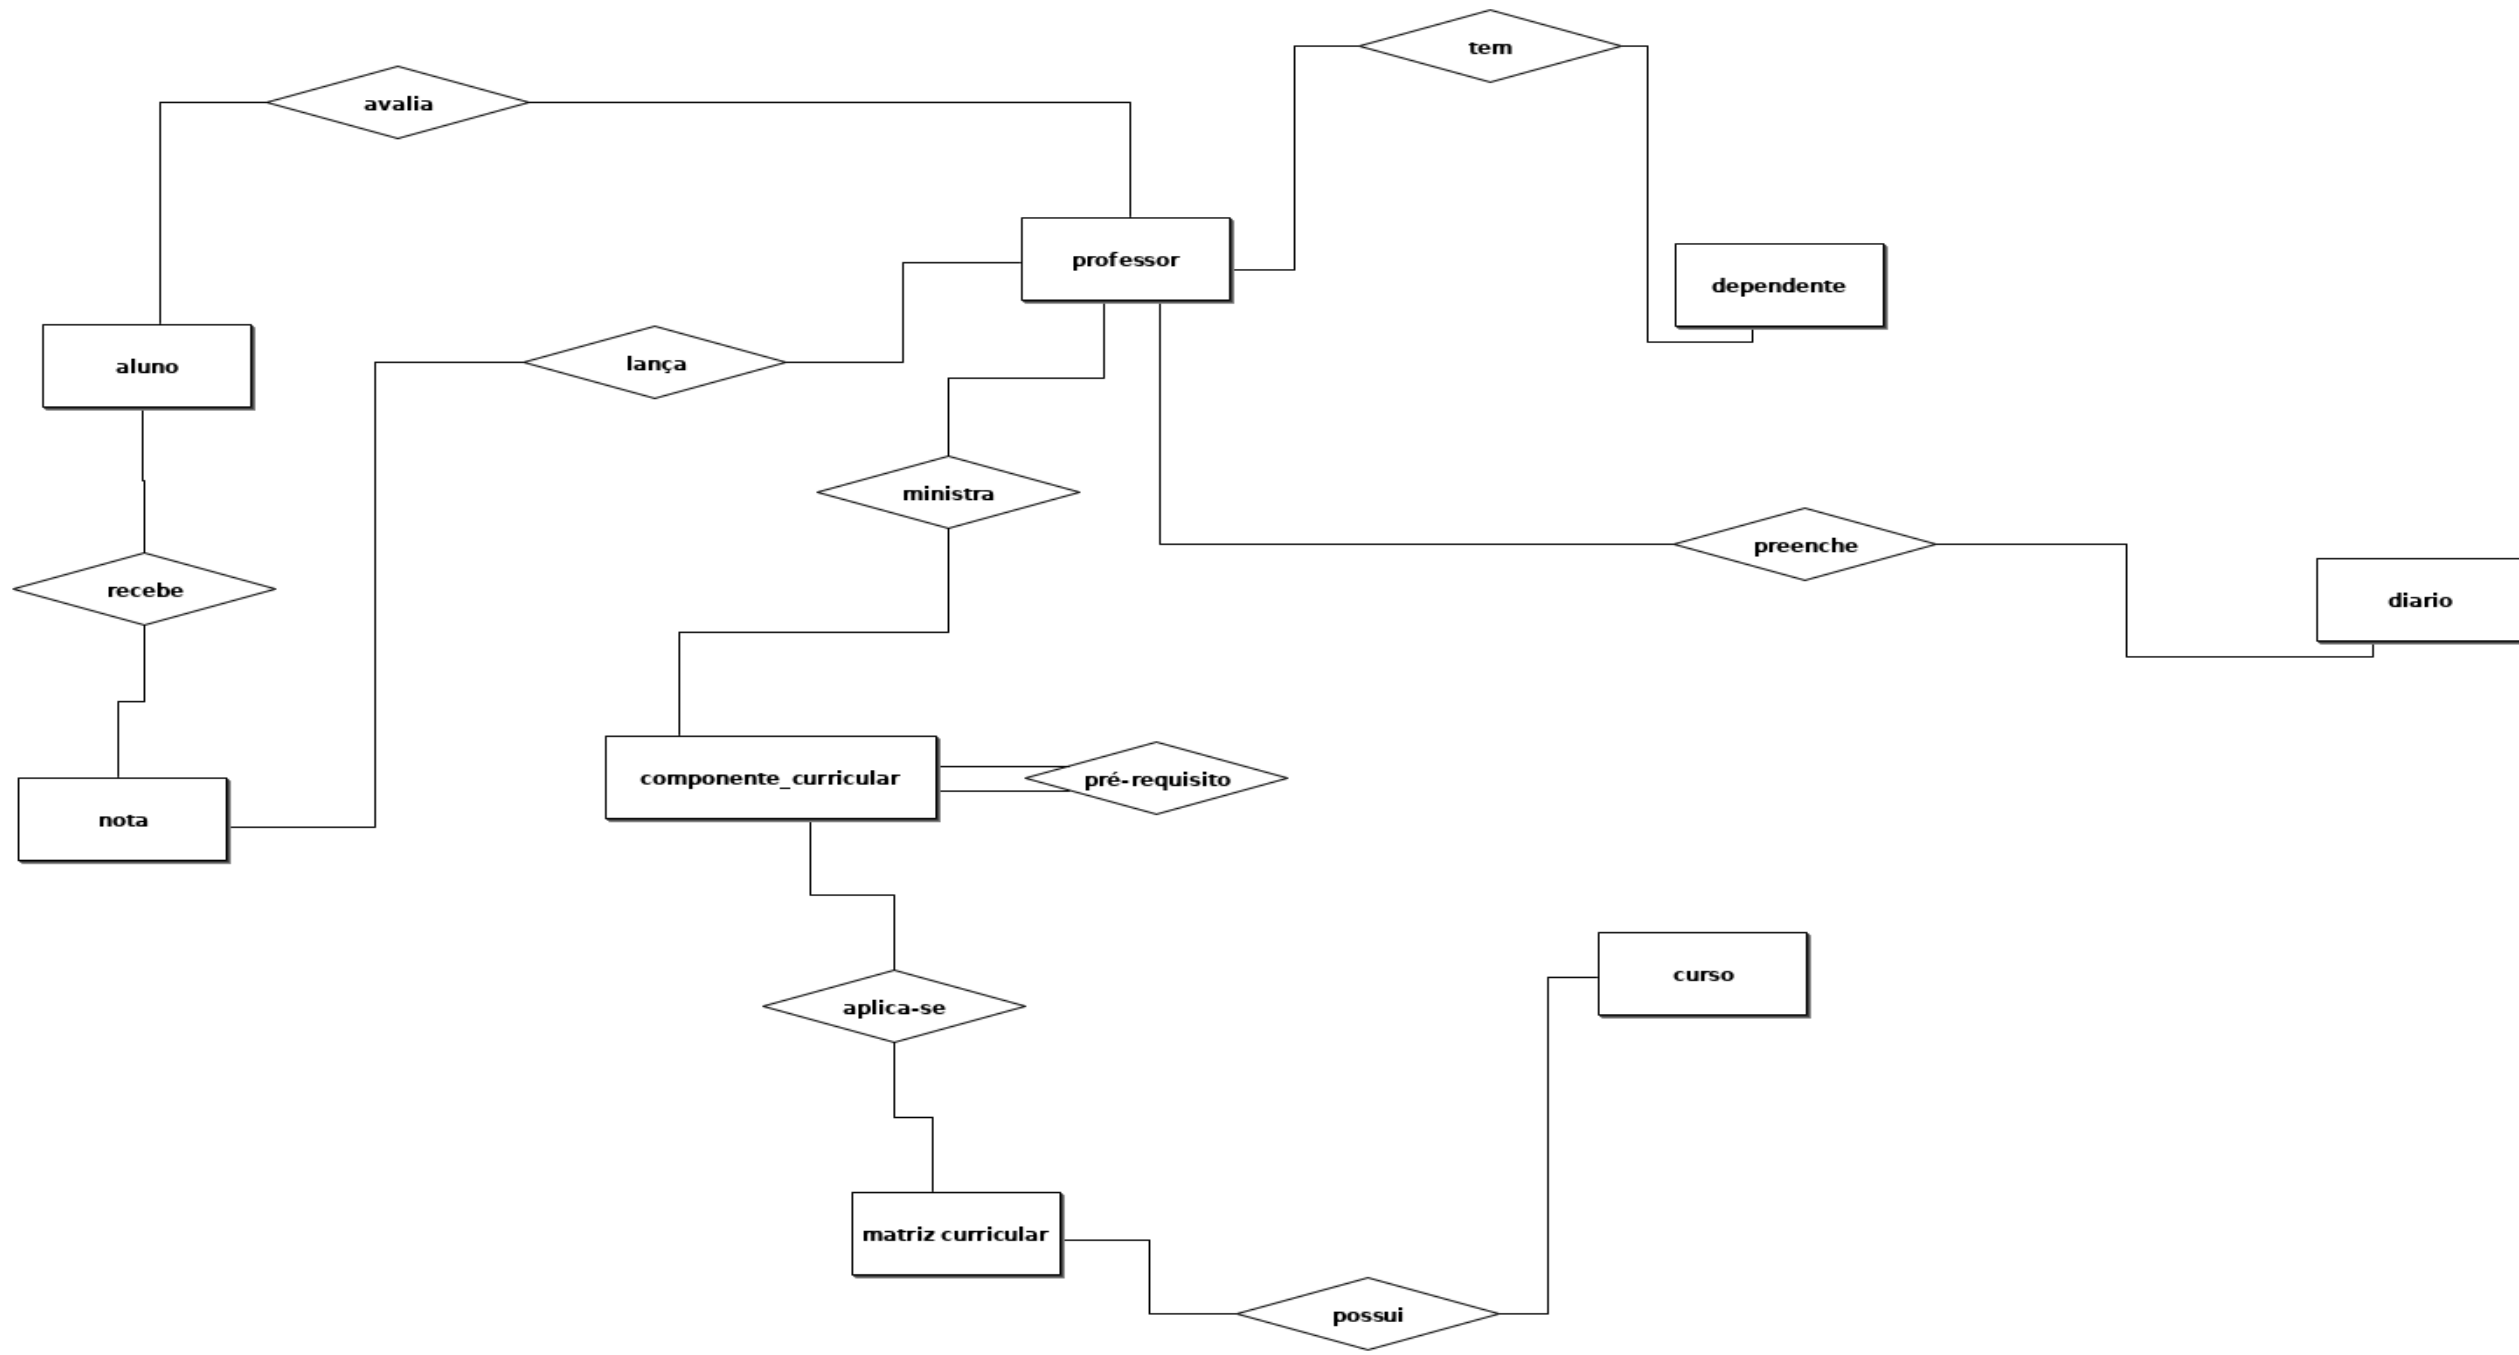 tem
avalia
professor
dependente
aluno
lança
ministra
preenche
recebe
diario
componente_curricular
pré-requisito
nota
curso
aplica-se
matriz curricular
possui